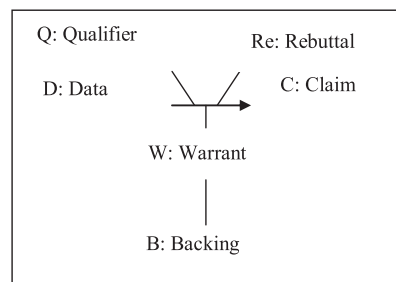 Q: Qualifier
Re: Rebuttal
D: Data
C: Claim
W: Warrant
B: Backing